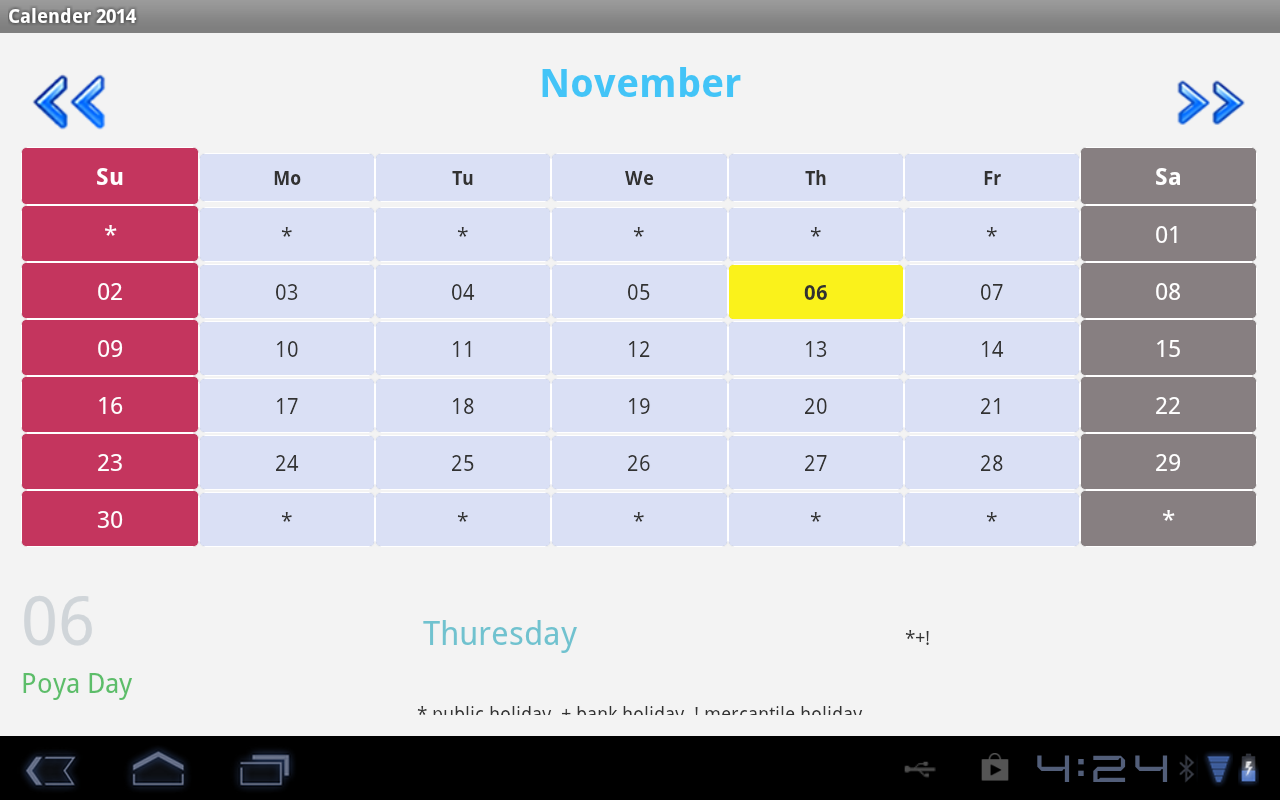 Calender 2014
November
Su Mo Tu We Th Fr Sa
* * * * * * 01
02 03 04 05 06 07 08
09 10 11 12 13 14 15
16 17 18 19 20 21 22
23 24 25 26 27 28 29
30 * * * * * *
06
Thuresday
*+!
Poya Day
* public holiday + bank holiday ! mercantile holiday
4:24